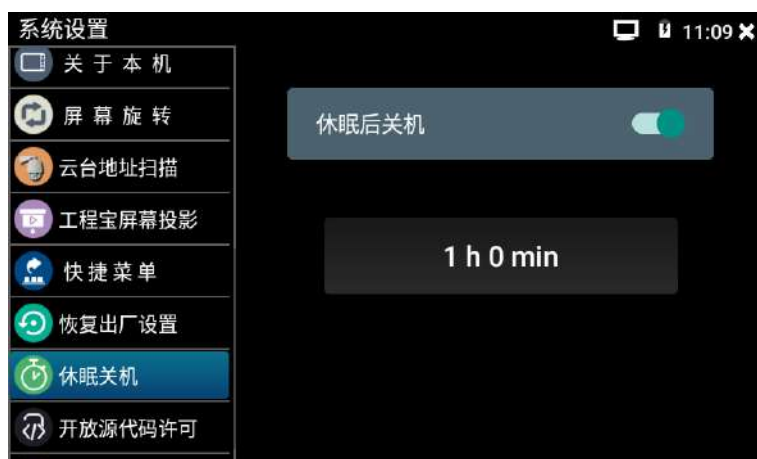 系统设置
11:09
关于本机
屏幕旋转
云台地址扫描
工程宝屏幕投影
快捷菜单
恢复出厂设置
休眠关机
开放源代码许可
休眠后关机
1 h 0 min